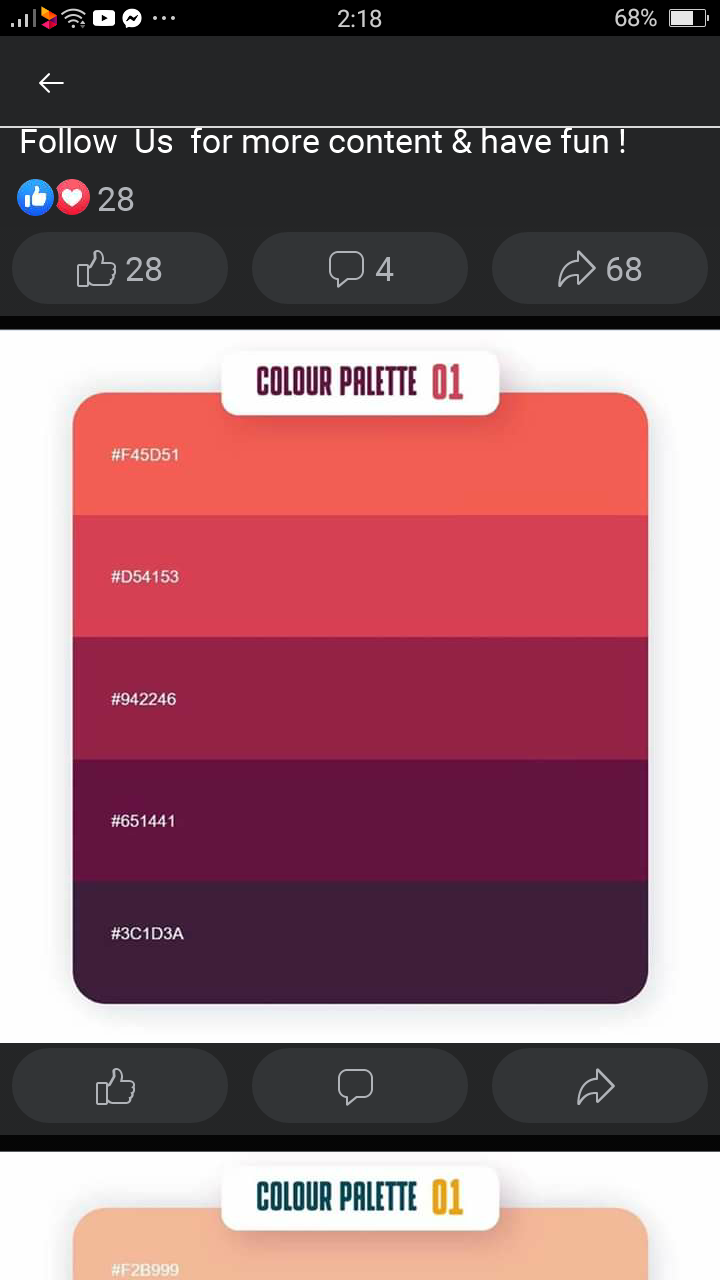 2:18
68%
Follow Us for more content & have fun !
28
28
4
68
COLOUR PALETTE 01
#F45D51
#D54153
#942246
#651441
#3C1D3A
COLOUR PALETTE 01
#F2B999